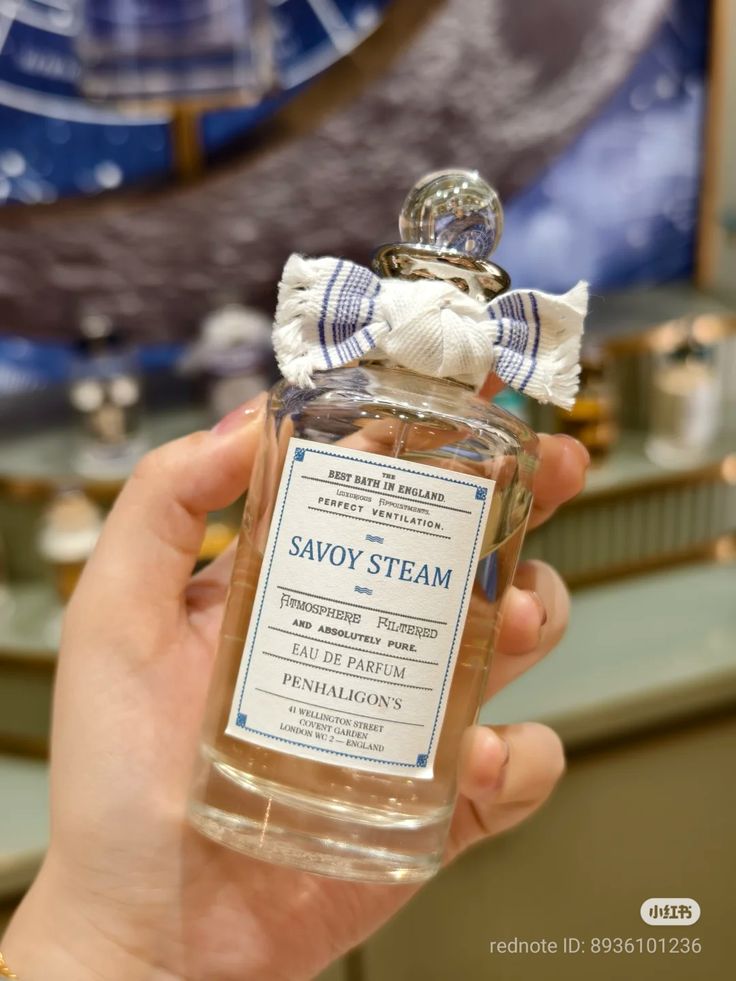 THE
BEST BATH IN ENGLAND.
LUXURIOUS APPOINTMENTS.
PERFECT VENTILATION.
SAVOY STEAM
ATMOSPHERE FILTERED
AND ABSOLUTELY PURE.
EAU DE PARFUM
PENHALIGON'S
41 WELLINGTON STREET
COVENT GARDEN
LONDON WC 2 — ENGLAND
小红书
rednote ID: 8936101236